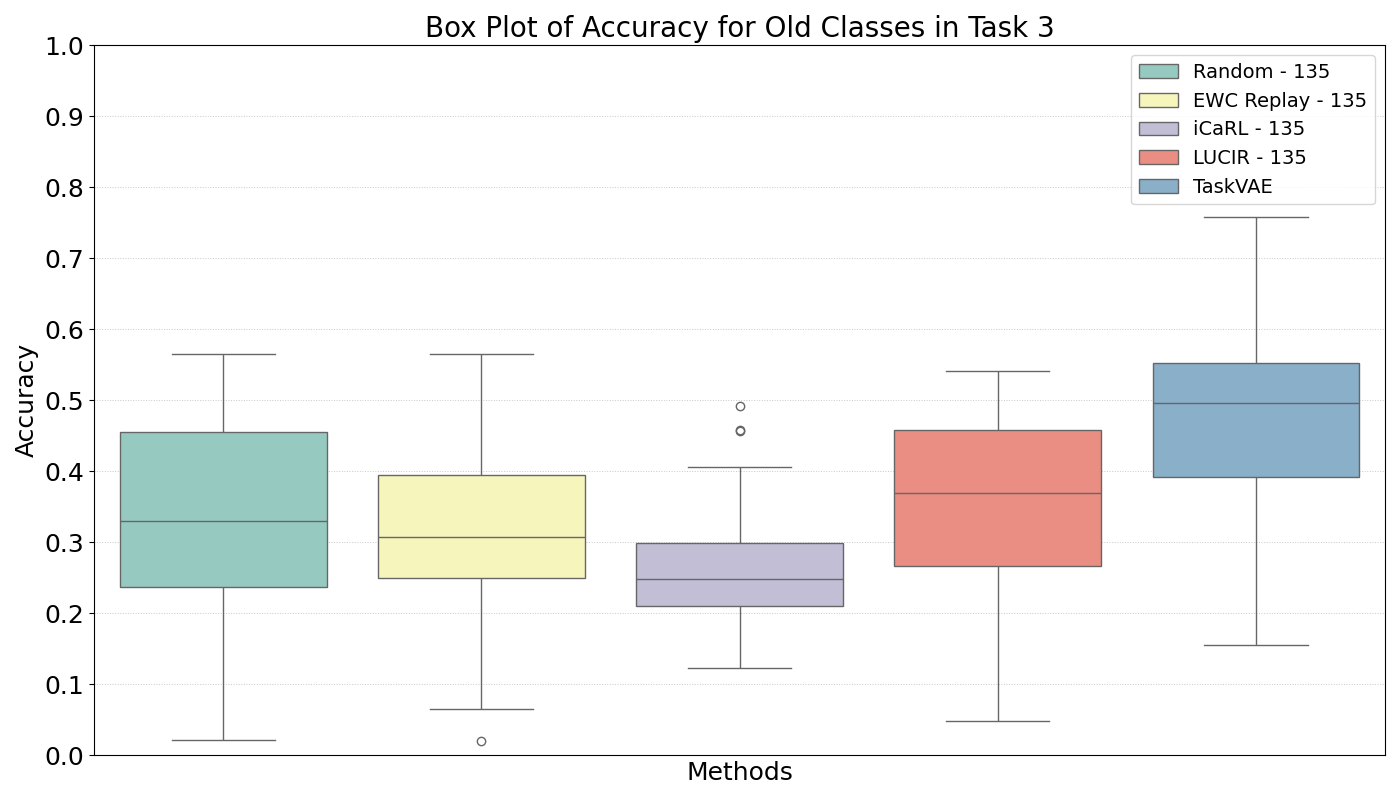 Box Plot of Accuracy for Old Classes in Task 3
1.0
0.9
0.8
0.7
0.6
0.5
0.4
0.3
0.2
0.1
0.0
Accuracy
Methods
Random - 135
EWC Replay - 135
iCaRL - 135
LUCIR - 135
TaskVAE